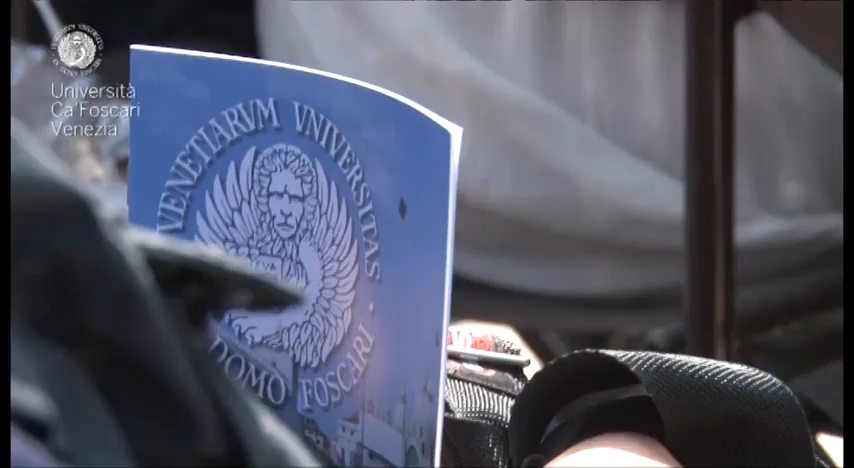 Università
Ca'Foscari
Venezia
VENETIARVM VNIVERSITAS
DOMO FOSCARI